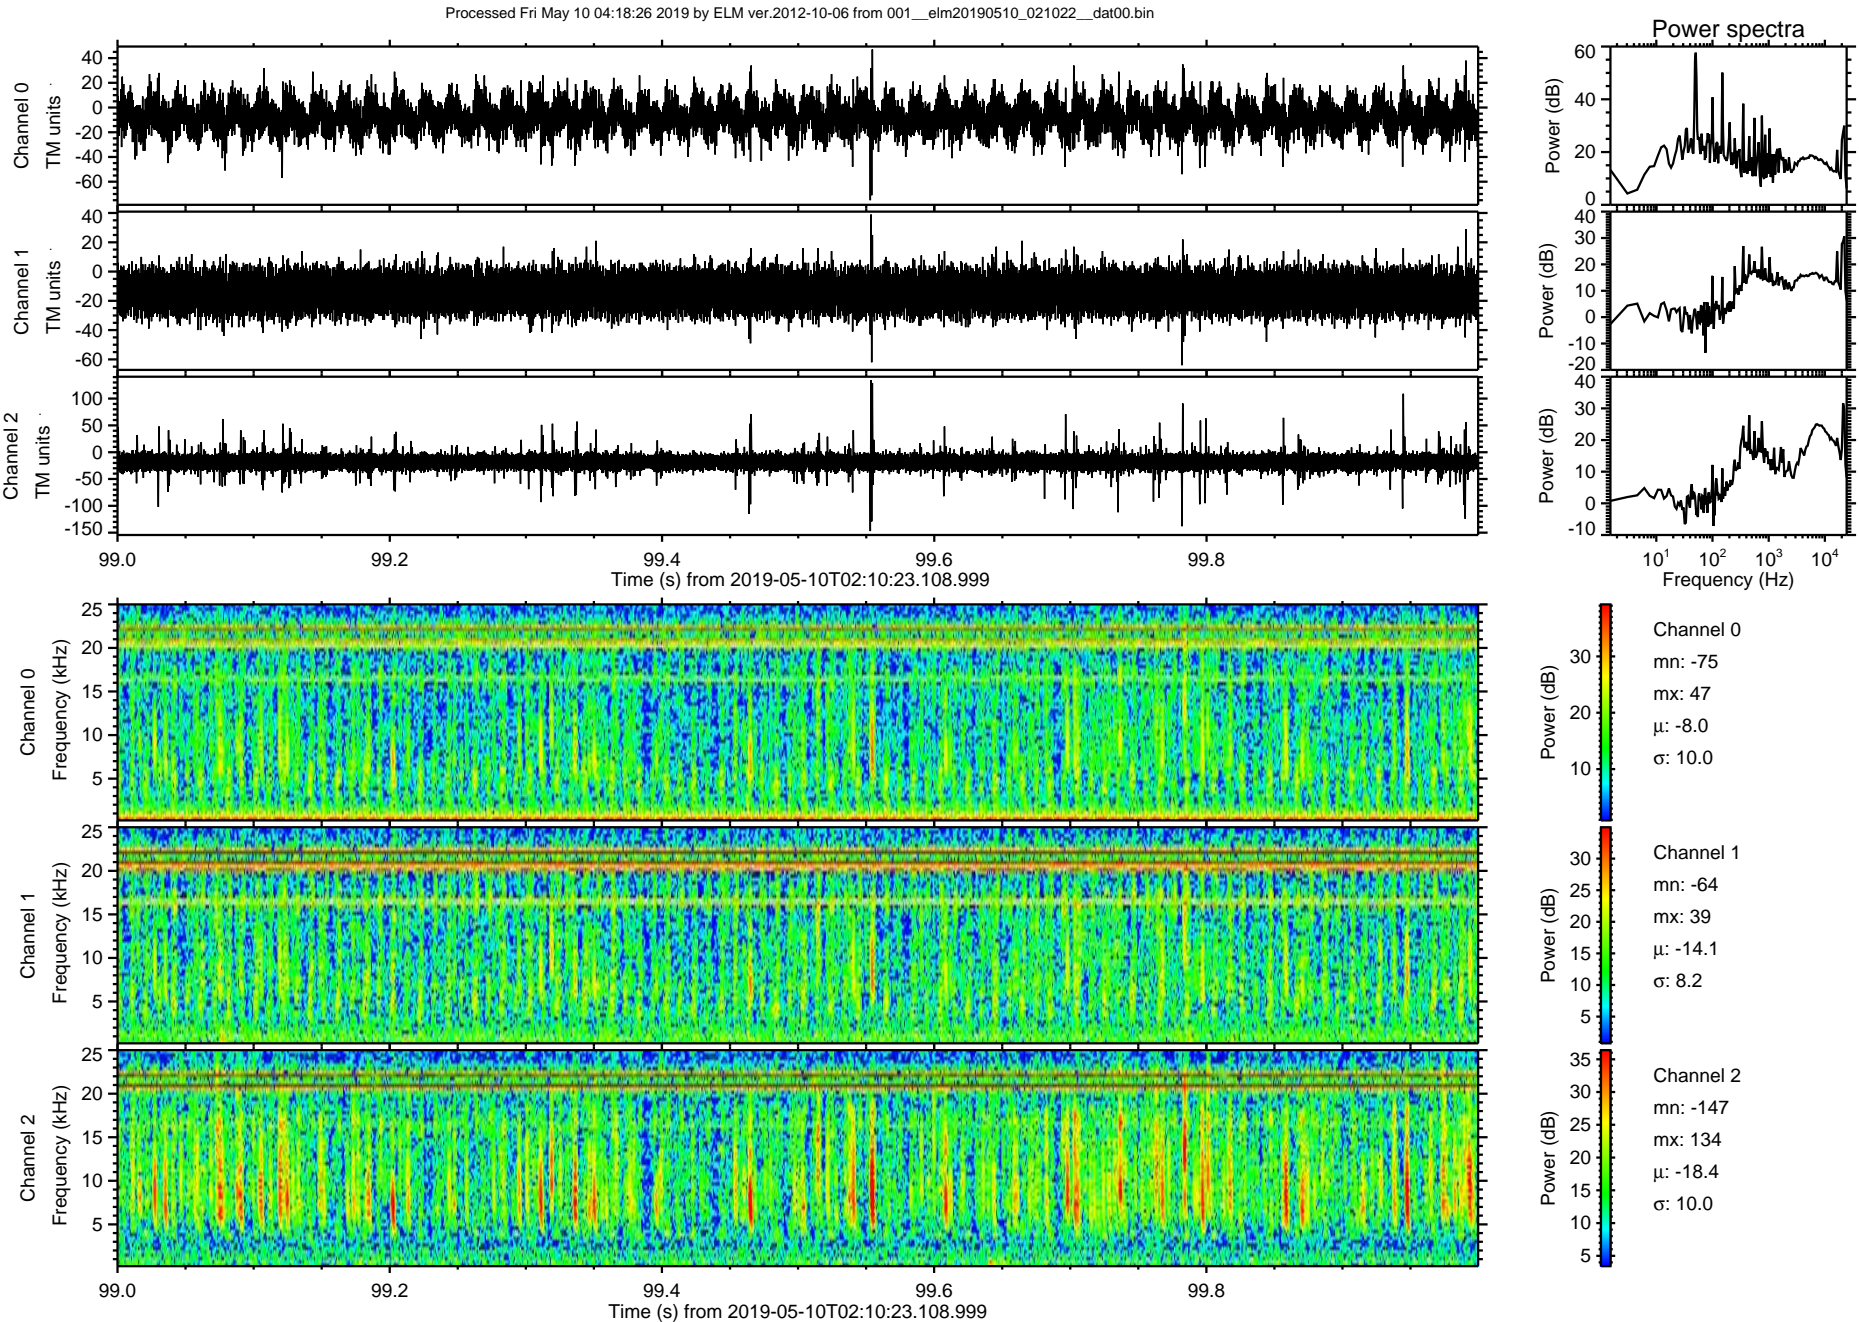 Processed Fri May 10 04:18:26 2019 by ELM ver.2012-10-06 from 001__elm20190510_021022__dat00.bin
Power spectra
Channel 0
TM units
40
20
0
-20
-40
-60
Power (dB)
60
40
20
0
Channel 1
TM units
40
20
0
-20
-40
-60
Power (dB)
40
30
20
10
0
-10
-20
Channel 2
TM units
100
50
0
-50
-100
-150
Power (dB)
40
30
20
10
0
-10
99.0 99.2 99.4 99.6 99.8
Time (s) from 2019-05-10T02:10:23.108.999
10^1 10^2 10^3 10^4
Frequency (Hz)
Channel 0
Frequency (kHz)
25
20
15
10
5
Power (dB)
30
20
10
Channel 0
mn: -75
mx: 47
µ: -8.0
σ: 10.0
Channel 1
Frequency (kHz)
25
20
15
10
5
Power (dB)
30
25
20
15
10
5
Channel 1
mn: -64
mx: 39
µ: -14.1
σ: 8.2
Channel 2
Frequency (kHz)
25
20
15
10
5
Power (dB)
35
30
25
20
15
10
5
Channel 2
mn: -147
mx: 134
µ: -18.4
σ: 10.0
99.0 99.2 99.4 99.6 99.8
Time (s) from 2019-05-10T02:10:23.108.999